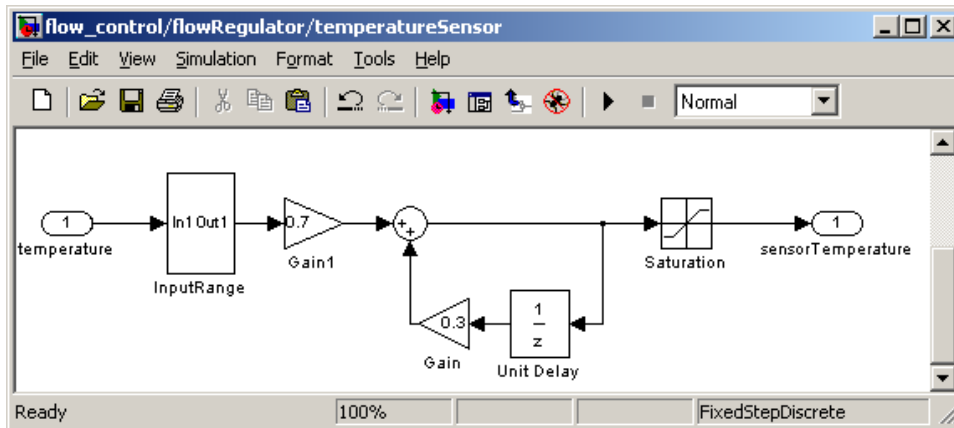 flow_control/flowRegulator/temperatureSensor
File Edit View Simulation Format Tools Help
Normal
1
temperature
In1 Out1
InputRange
0.7
Gain1
++
Saturation
1
sensorTemperature
0.3
Gain
1
z
Unit Delay
Ready 100% FixedStepDiscrete